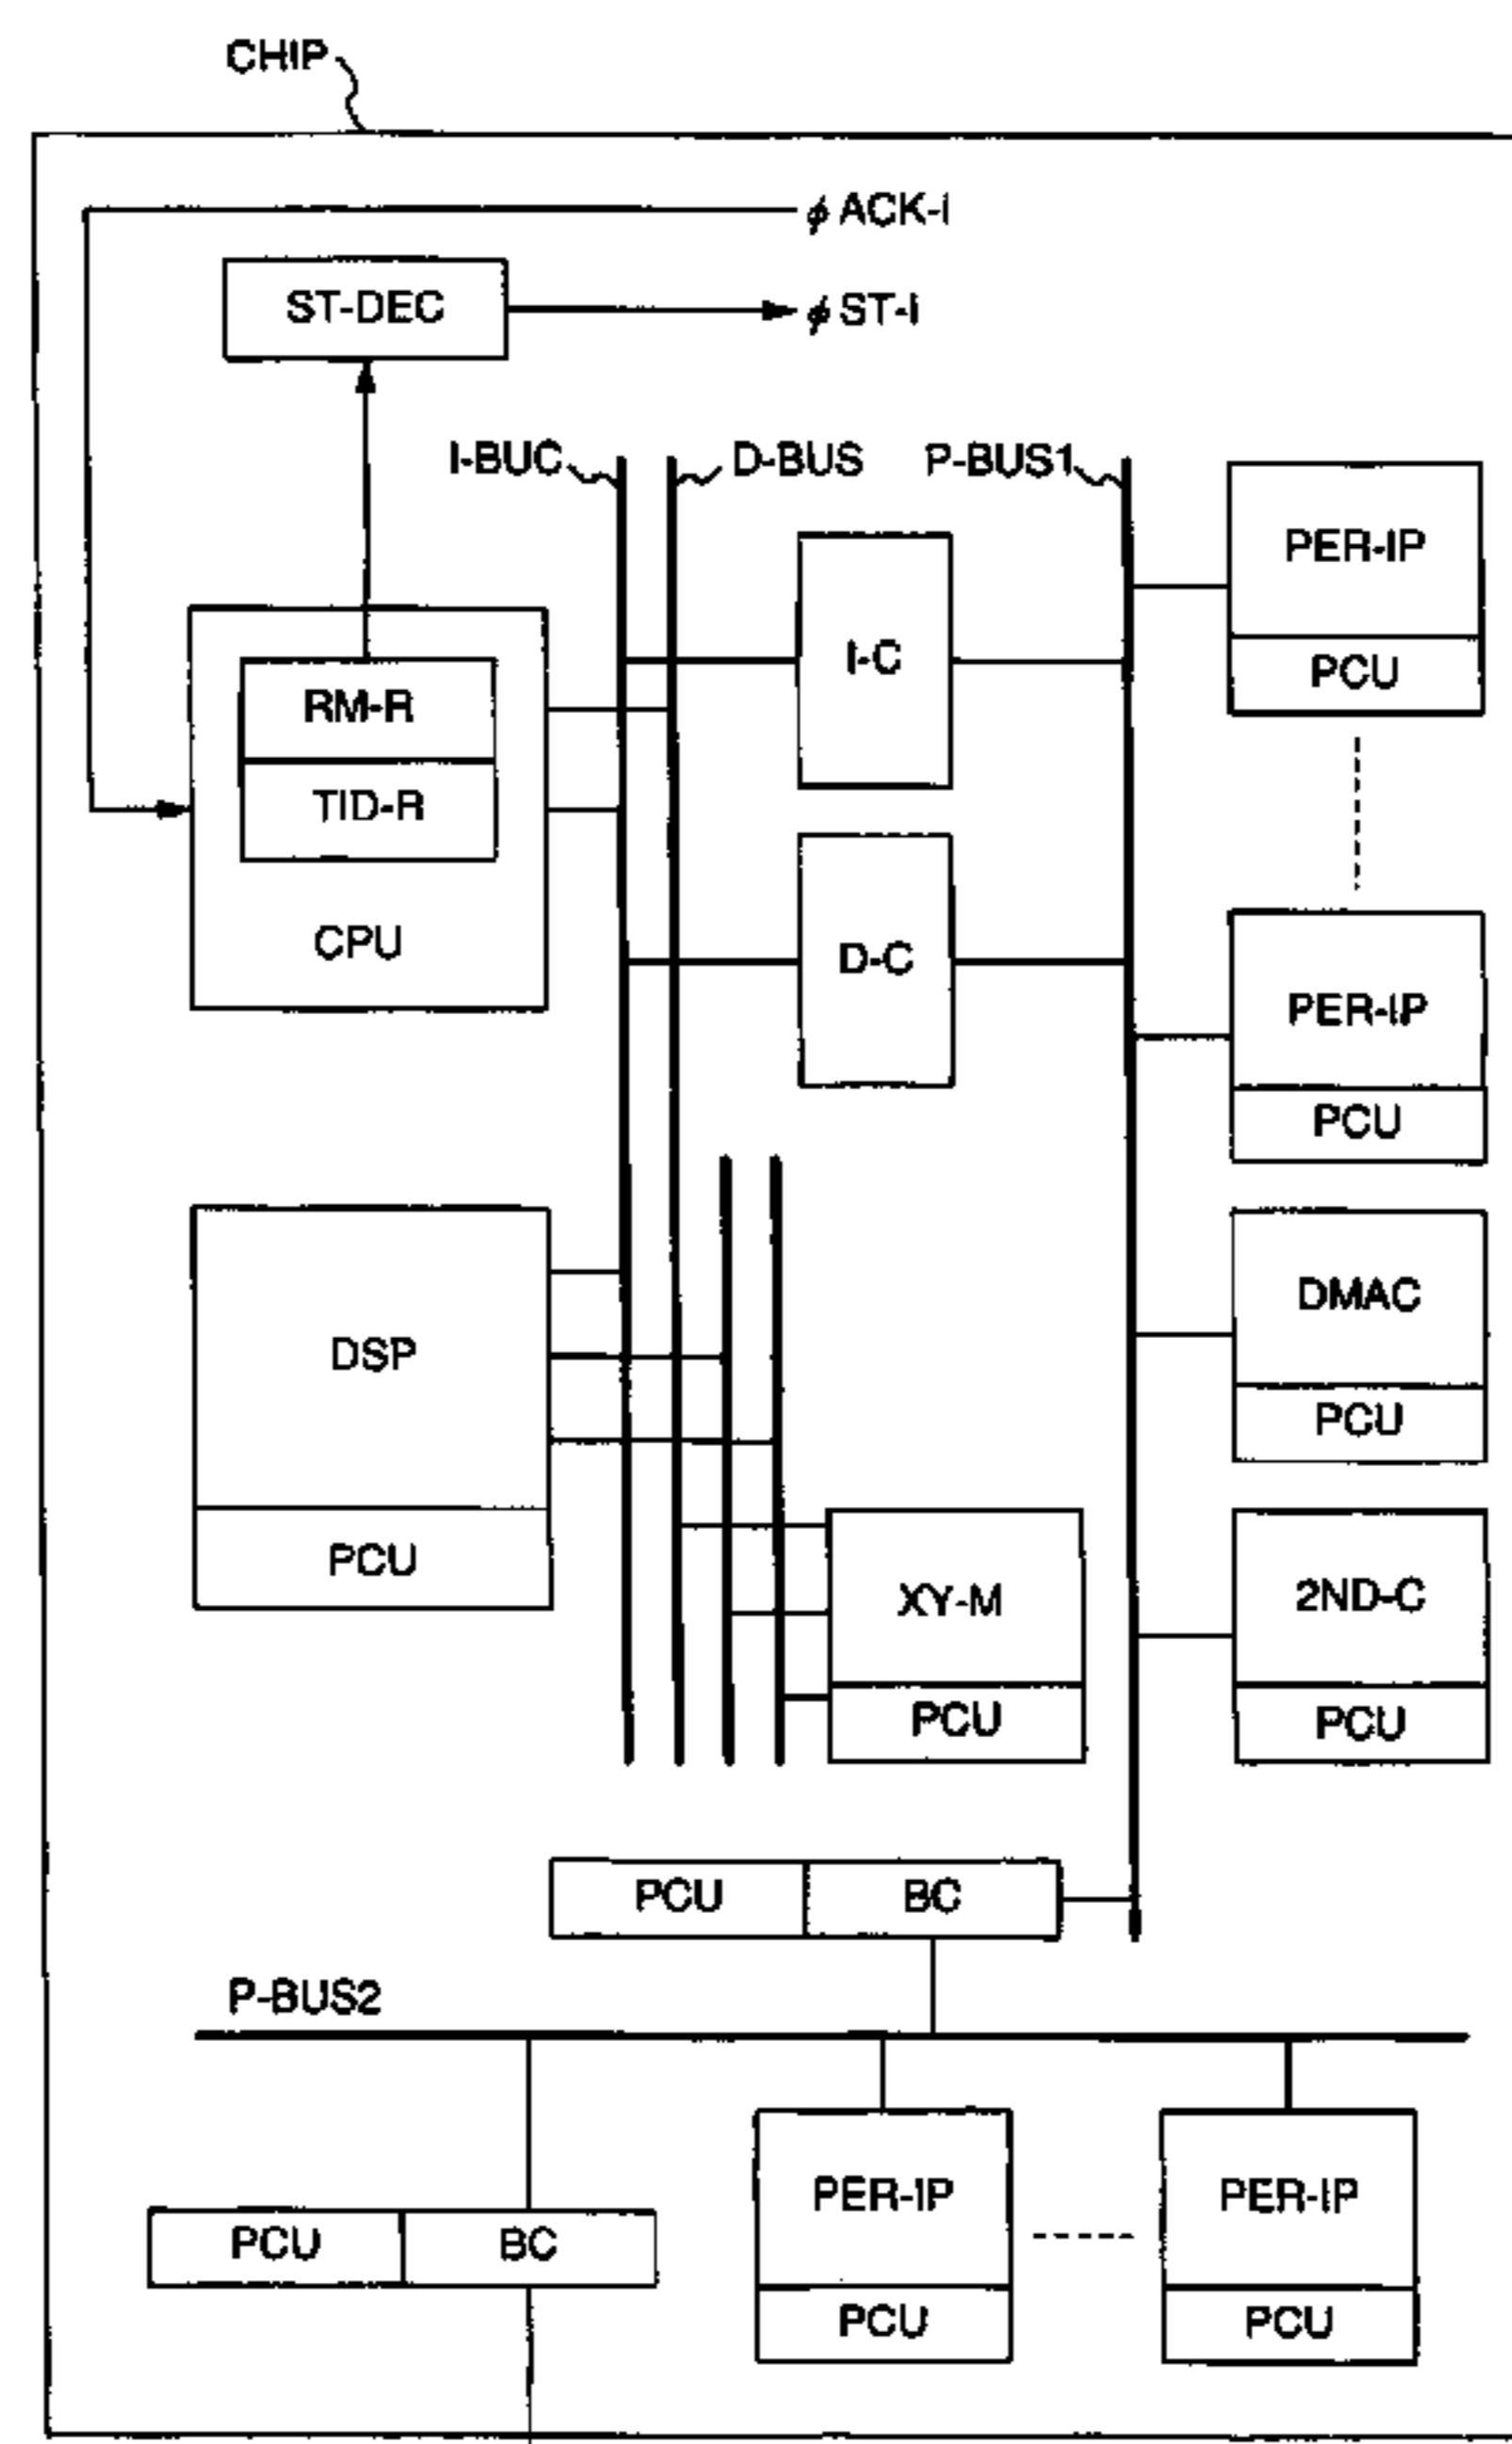 CHIP
ϕ ACK-i
ST-DEC
ϕ ST-i
I-BUC
D-BUS
P-BUS1
PER-IP
PCU
I-C
RM-R
TID-R
CPU
D-C
PER-IP
PCU
DSP
PCU
DMAC
PCU
XY-M
PCU
2ND-C
PCU
PCU
BC
P-BUS2
PCU
BC
PER-IP
PCU
PER-IP
PCU